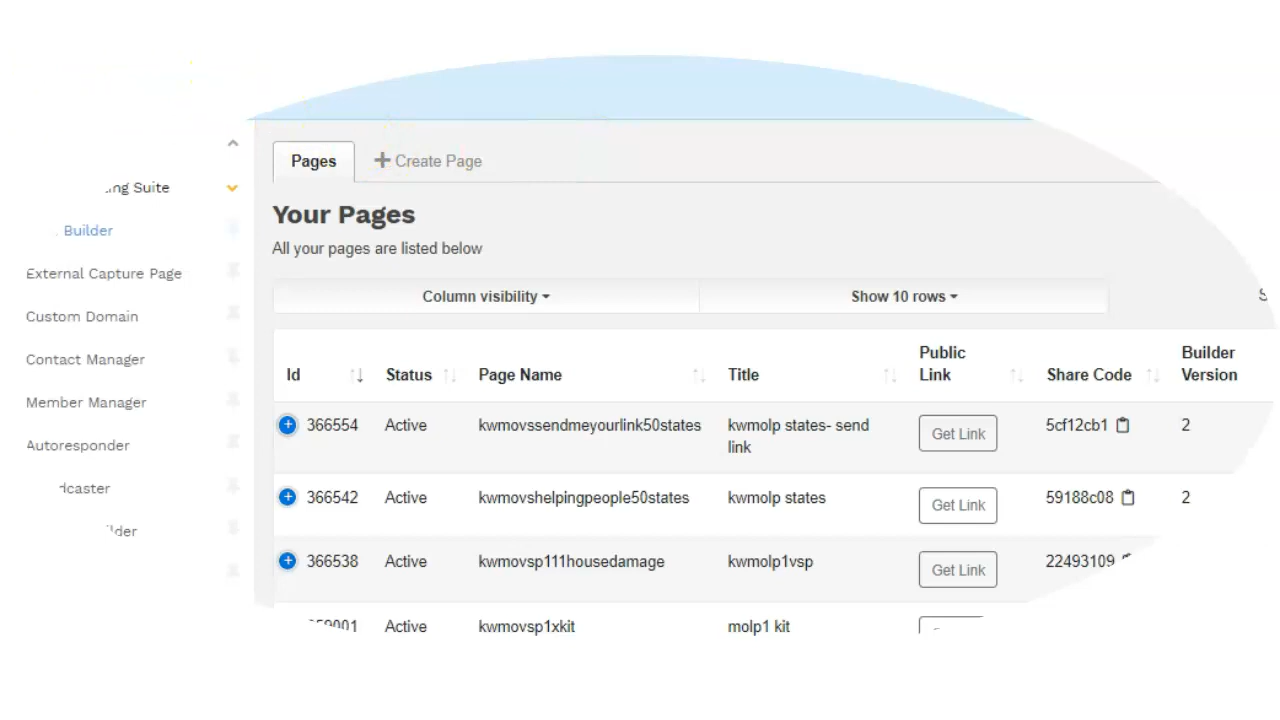 Pages
Create Page
Suite
Your Pages
Builder
All your pages are listed below
External Capture Page
Column visibility
Show 10 rows
Custom Domain
Contact Manager
Id
Status
Page Name
Title
Public Link
Share Code
Builder Version
Member Manager
366554
Active
kwmovssendmeyourlink50states
kwmolp states- send
link
Get Link
5cf12cb1
2
Autoresponder
366542
Active
kwmovshelpingpeople50states
kwmolp states
Get Link
59188c08
2
366538
Active
kwmovsp111housedamage
kwmolp1vsp
Get Link
22493109
Active
kwmovsp1xkit
molp1 kit